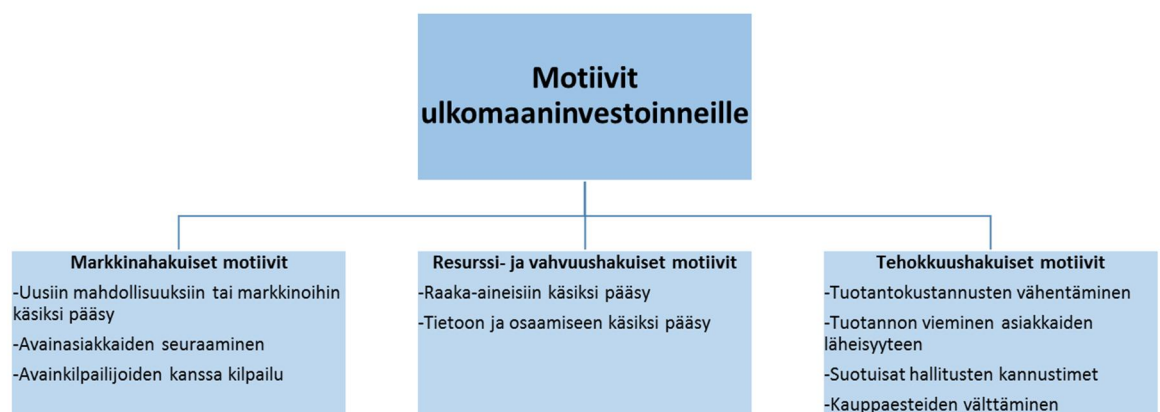 Motiivit
ulkomaaninvestoinneille
Markkinahakuiset motiivit
-Uusiin mahdollisuuksiin tai markkinoihin
käsiksi pääsy
-Avainasiakkaiden seuraaminen
-Avainkilpailijoiden kanssa kilpailu
Resurssi- ja vahvuushakuiset motiivit
-Raaka-aineisiin käsiksi pääsy
-Tietoon ja osaamiseen käsiksi pääsy
Tehokkuushakuiset motiivit
-Tuotantokustannusten vähentäminen
-Tuotannon vieminen asiakkaiden
läheisyyteen
-Suotuisat hallitusten kannustimet
-Kauppaesteiden välttäminen